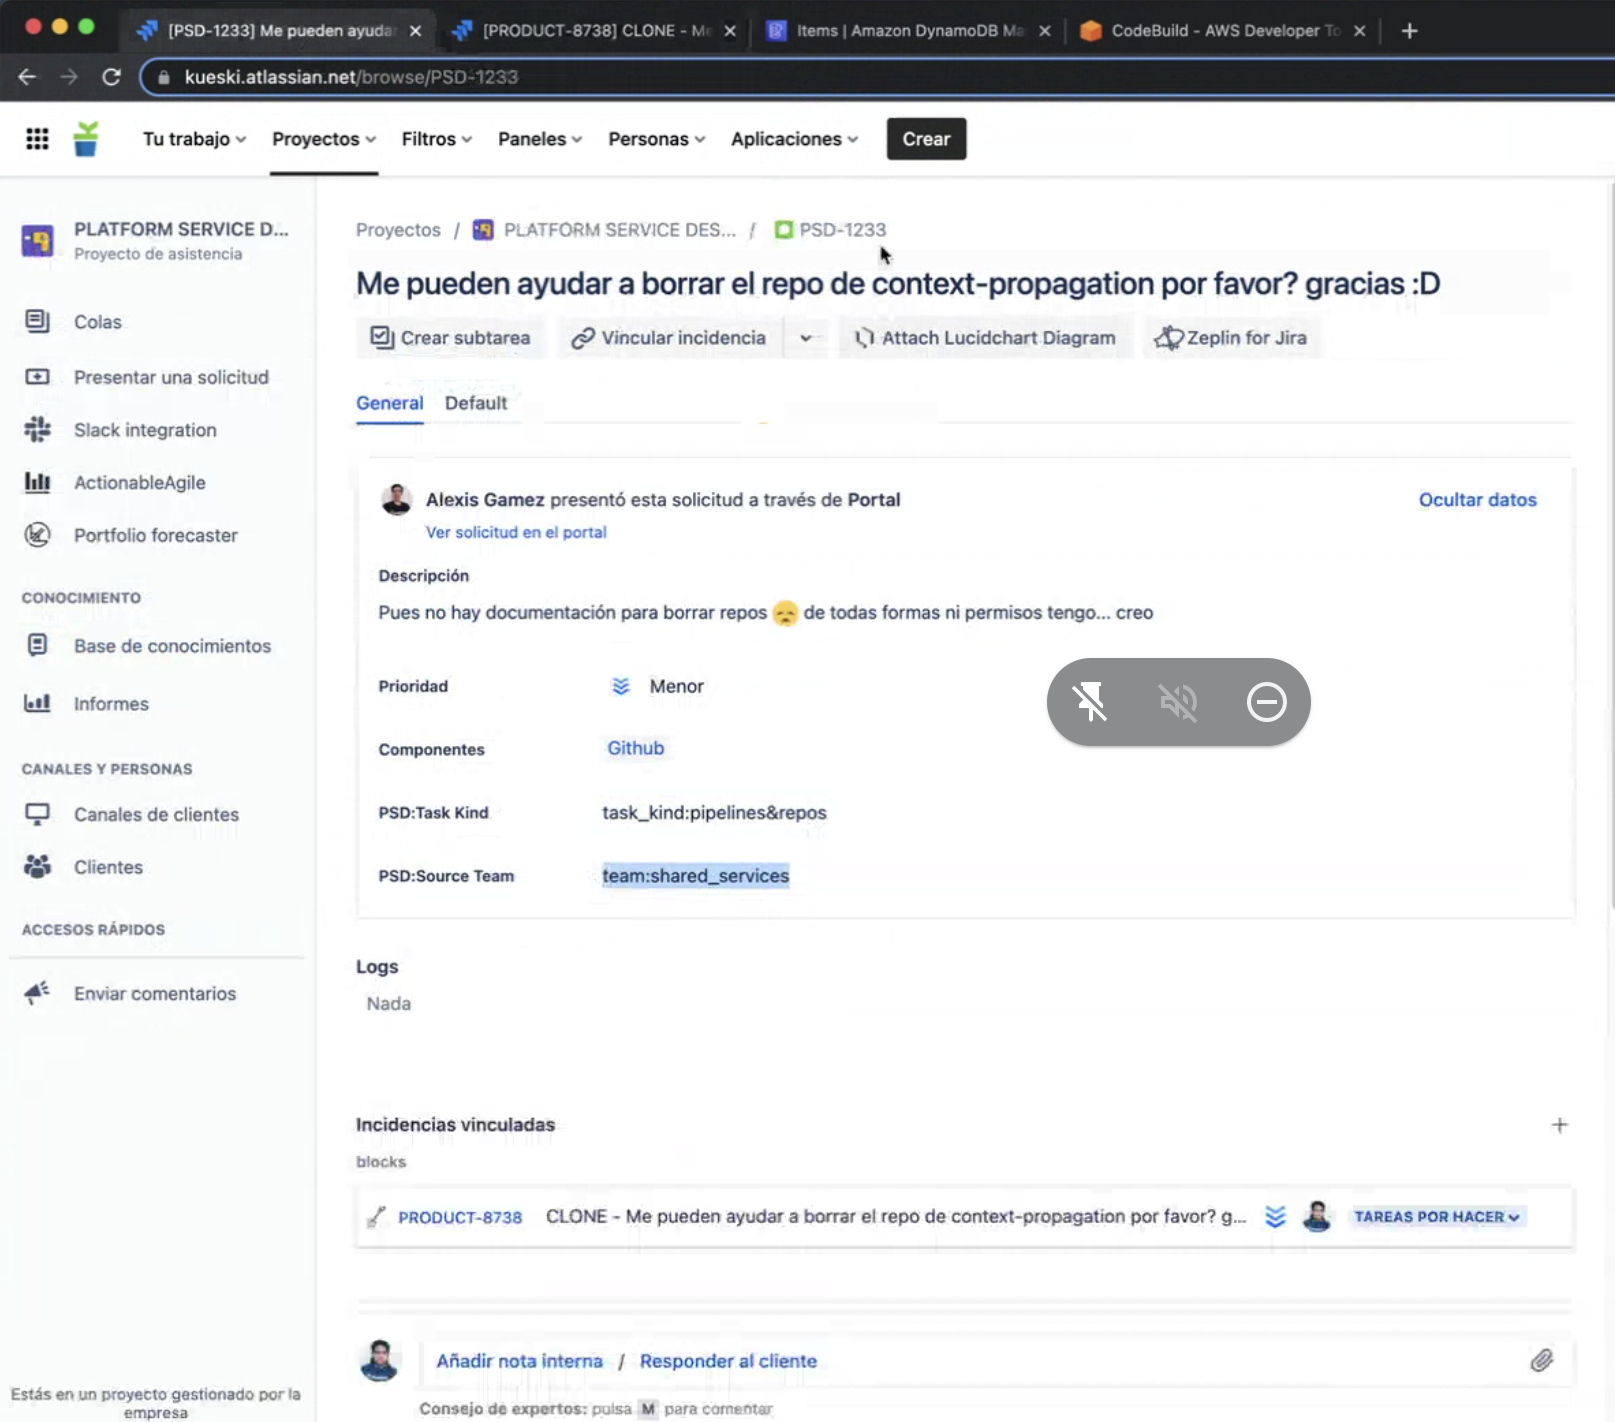 [PSD-1233] Me pueden ayudar
[PRODUCT-8738] CLONE - Me
Items | Amazon DynamoDB Ma
CodeBuild - AWS Developer To
kueski.atlassian.net/browse/PSD-1233
Tu trabajo
Proyectos
Filtros
Paneles
Personas
Aplicaciones
Crear
PLATFORM SERVICE D...
Proyecto de asistencia
Colas
Presentar una solicitud
Slack integration
ActionableAgile
Portfolio forecaster
CONOCIMIENTO
Base de conocimientos
Informes
CANALES Y PERSONAS
Canales de clientes
Clientes
ACCESOS RÁPIDOS
Enviar comentarios
Estás en un proyecto gestionado por la
empresa
Proyectos / PLATFORM SERVICE DES... / PSD-1233
Me pueden ayudar a borrar el repo de context-propagation por favor? gracias :D
Crear subtarea
Vincular incidencia
Attach Lucidchart Diagram
Zeplin for Jira
General
Default
Alexis Gamez presentó esta solicitud a través de Portal
Ocultar datos
Ver solicitud en el portal
Descripción
Pues no hay documentación para borrar repos 😞 de todas formas ni permisos tengo... creo
Prioridad
Menor
Componentes
Github
PSD:Task Kind
task_kind:pipelines&repos
PSD:Source Team
team:shared_services
Logs
Nada
Incidencias vinculadas
blocks
PRODUCT-8738 CLONE - Me pueden ayudar a borrar el repo de context-propagation por favor? g...
TAREAS POR HACER
Añadir nota interna / Responder al cliente
Consejo de expertos: pulsa M para comentar